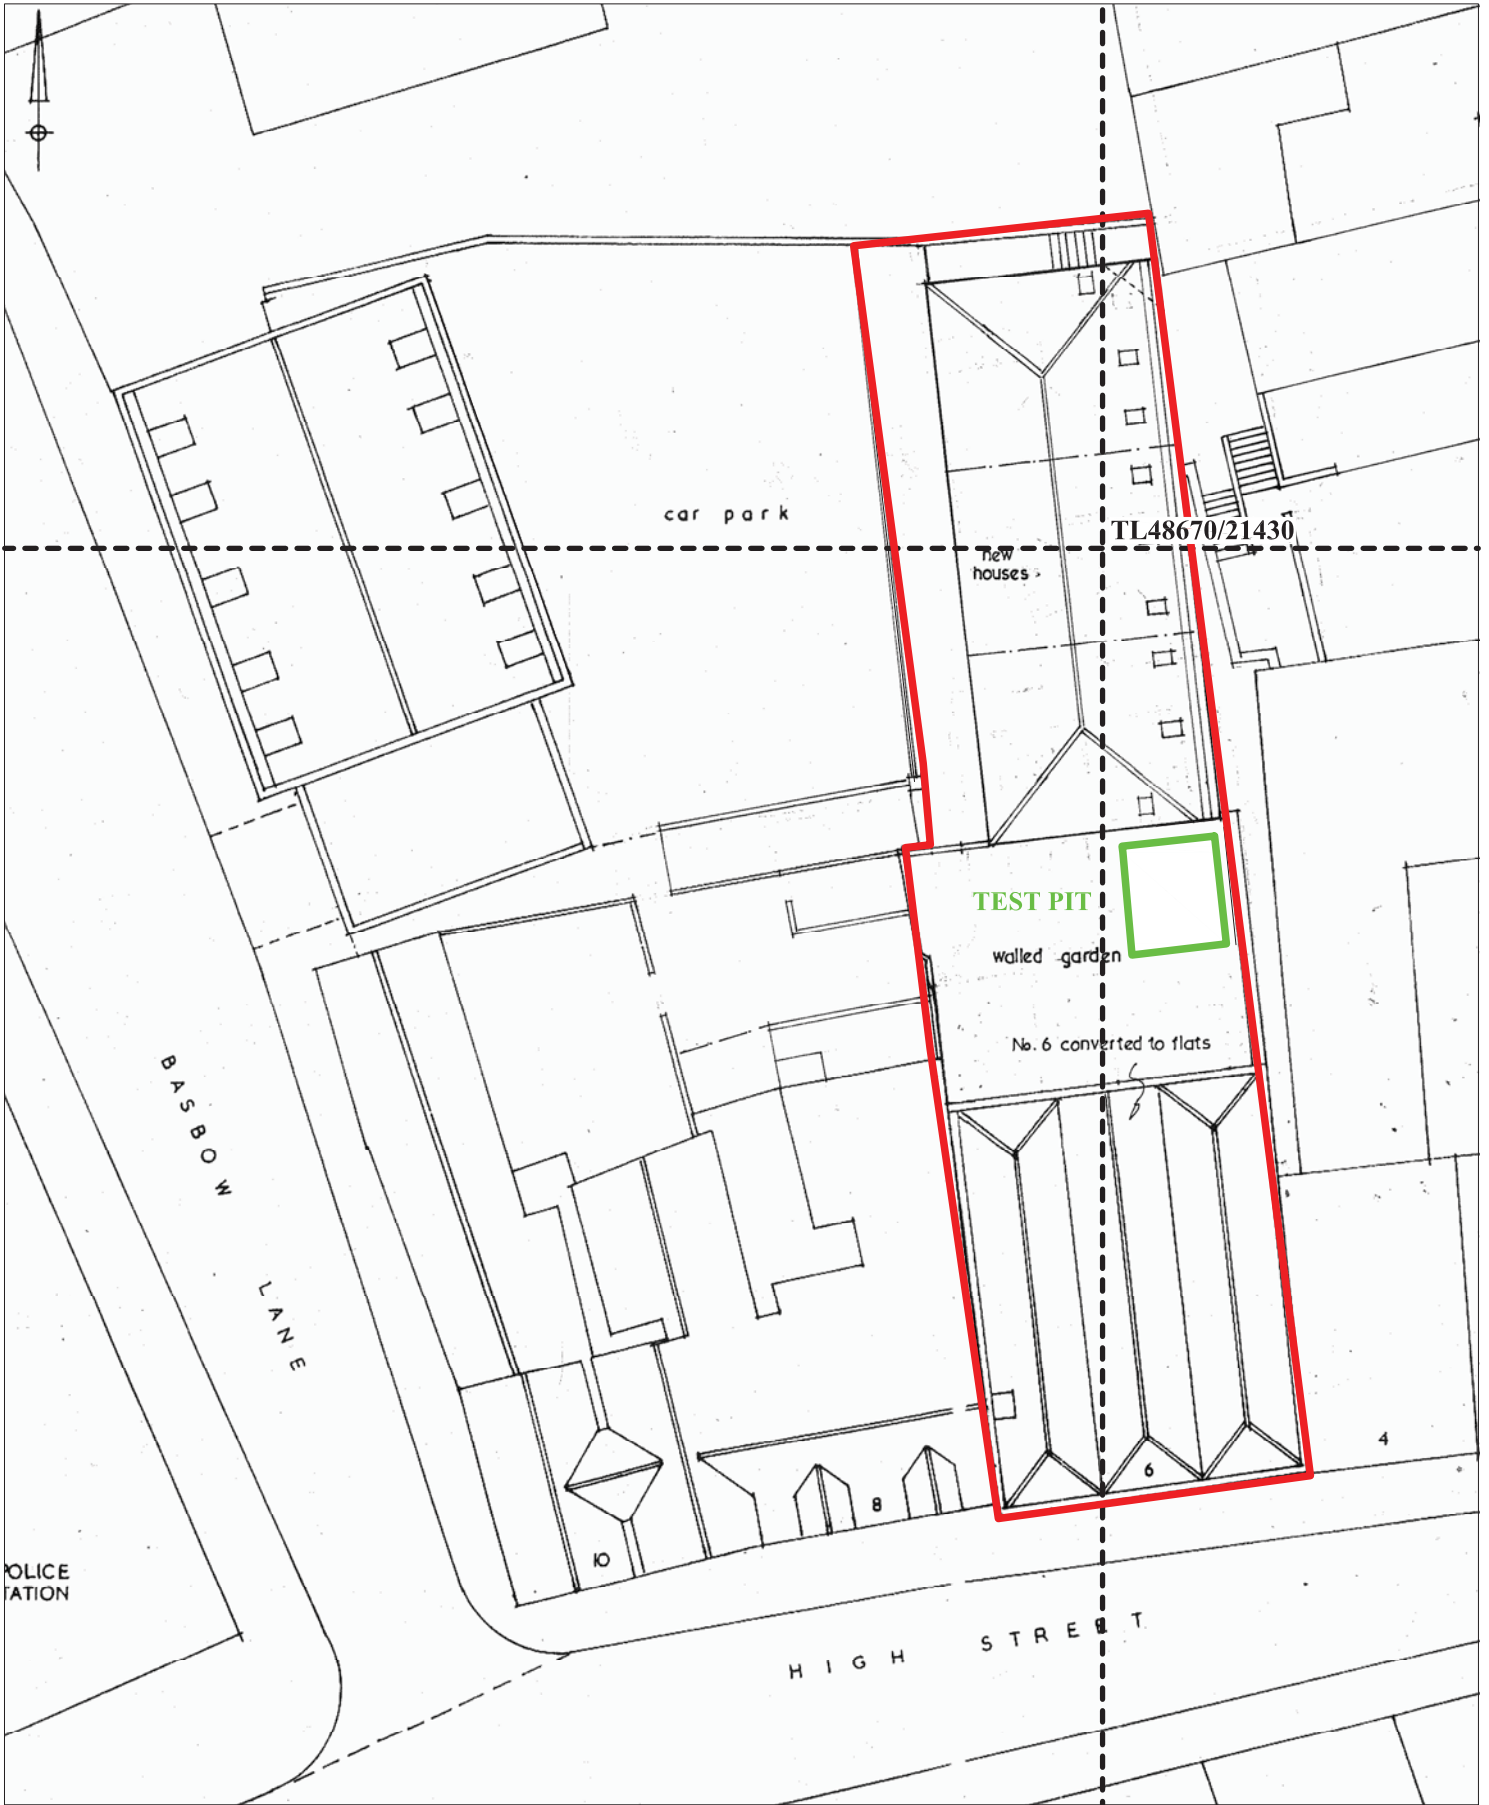 car park
TL48670/21430
new
houses
TEST PIT
walled garden
No. 6 converted to flats
BASBOW LANE
4
6
8
10
POLICE
TATION
HIGH STREET